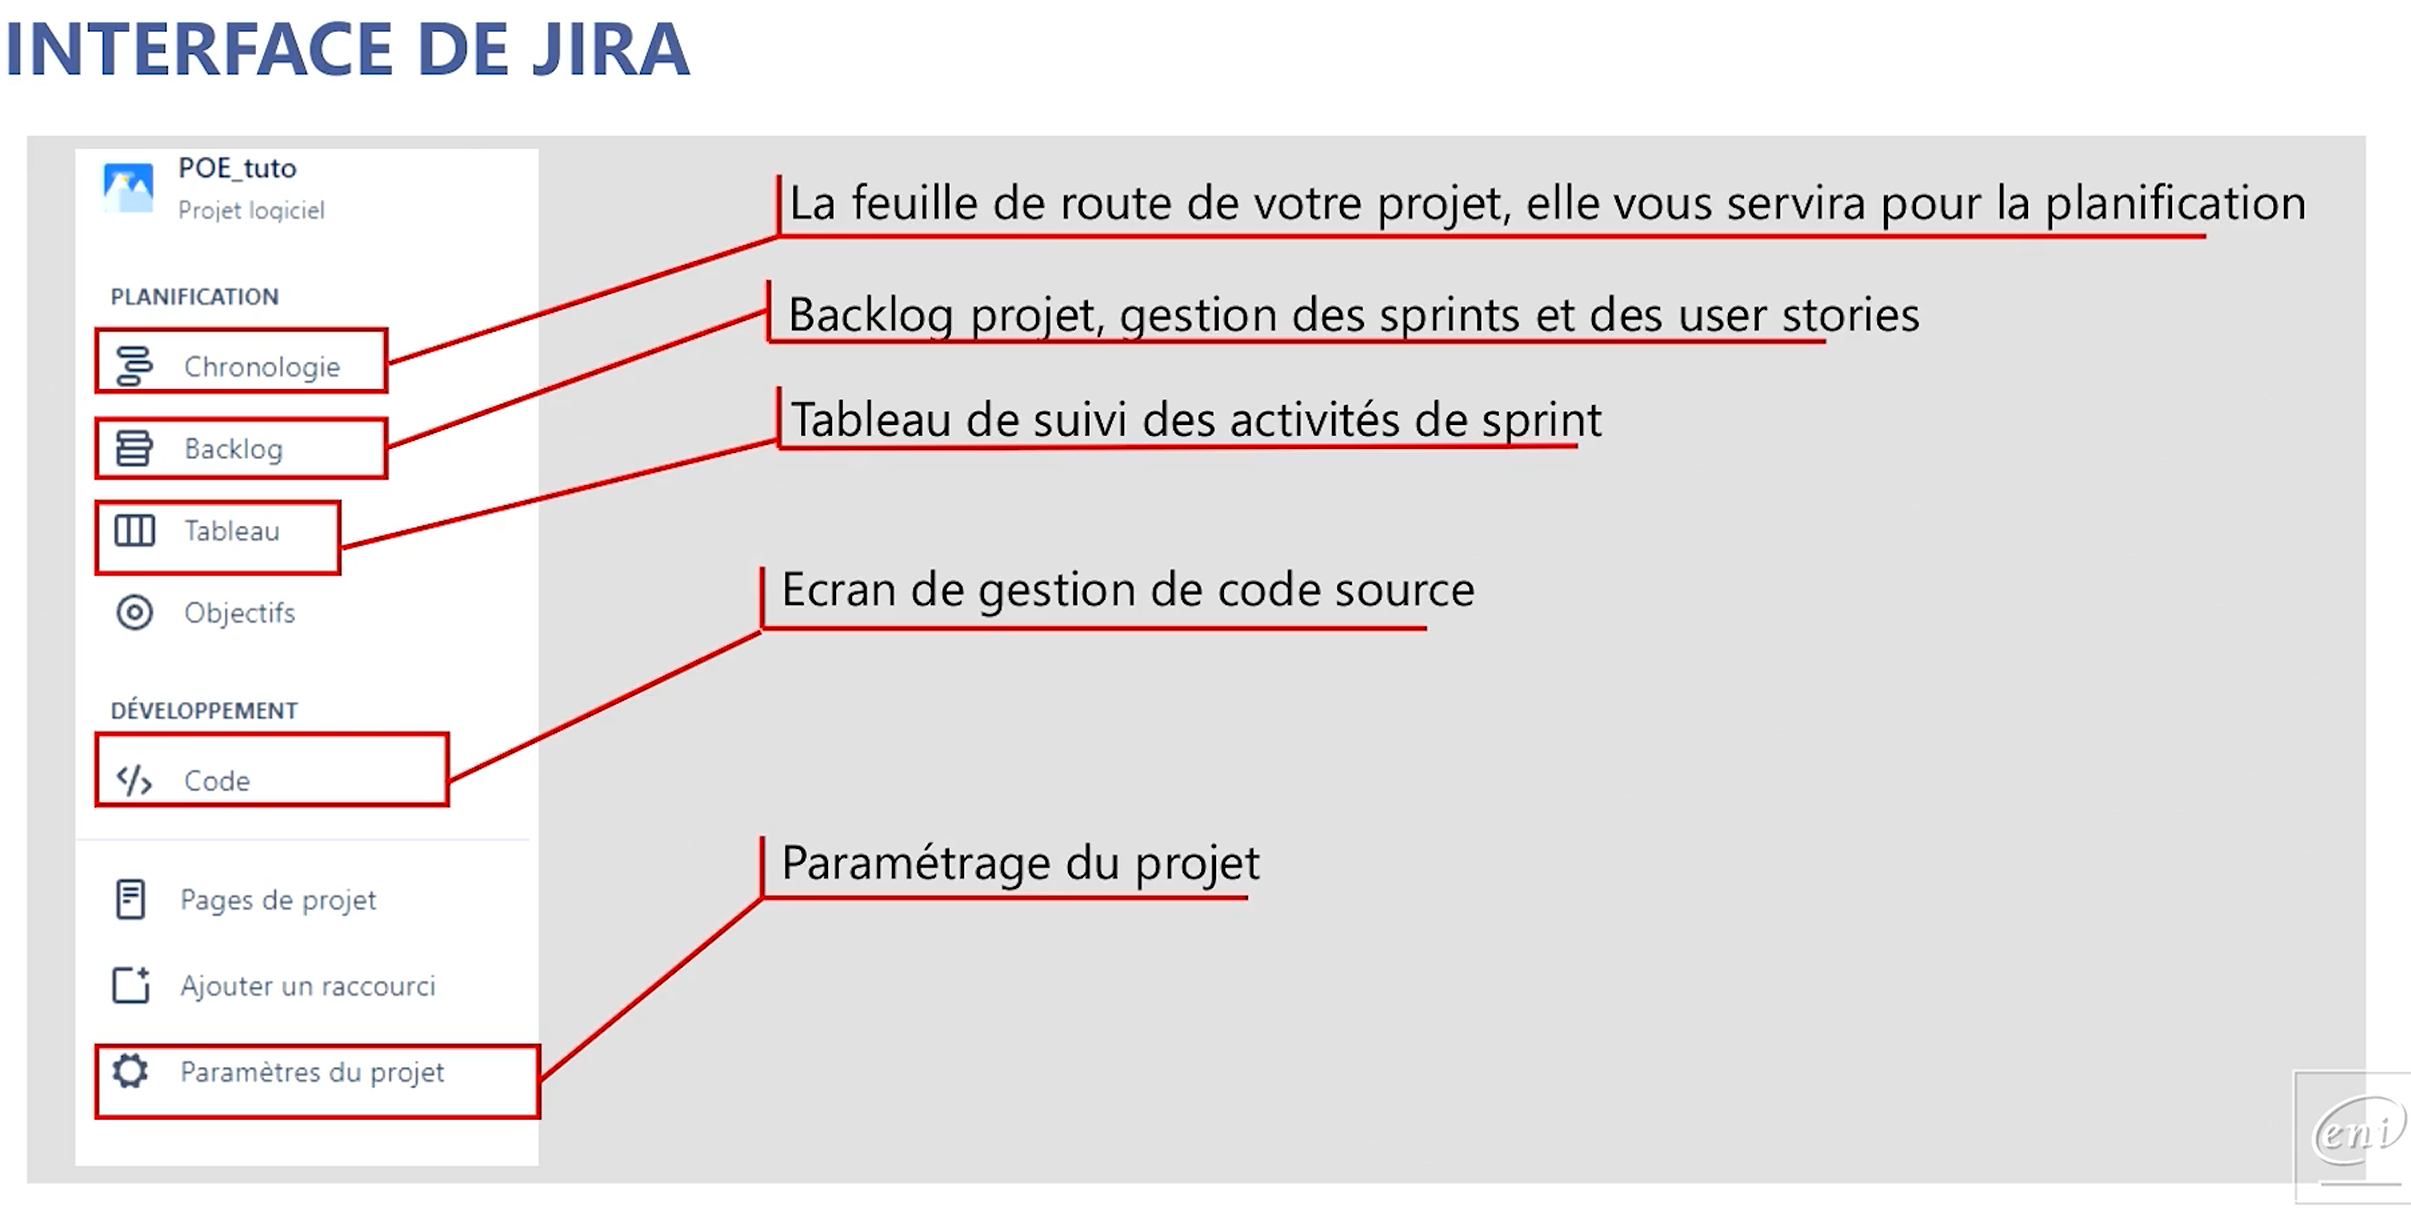 INTERFACE DE JIRA
POE_tuto
Projet logiciel
La feuille de route de votre projet, elle vous servira pour la planification
PLANIFICATION
Backlog projet, gestion des sprints et des user stories
Chronologie
Tableau de suivi des activités de sprint
Backlog
Tableau
Ecran de gestion de code source
Objectifs
DÉVELOPPEMENT
Code
Paramétrage du projet
Pages de projet
Ajouter un raccourci
Paramètres du projet
eni